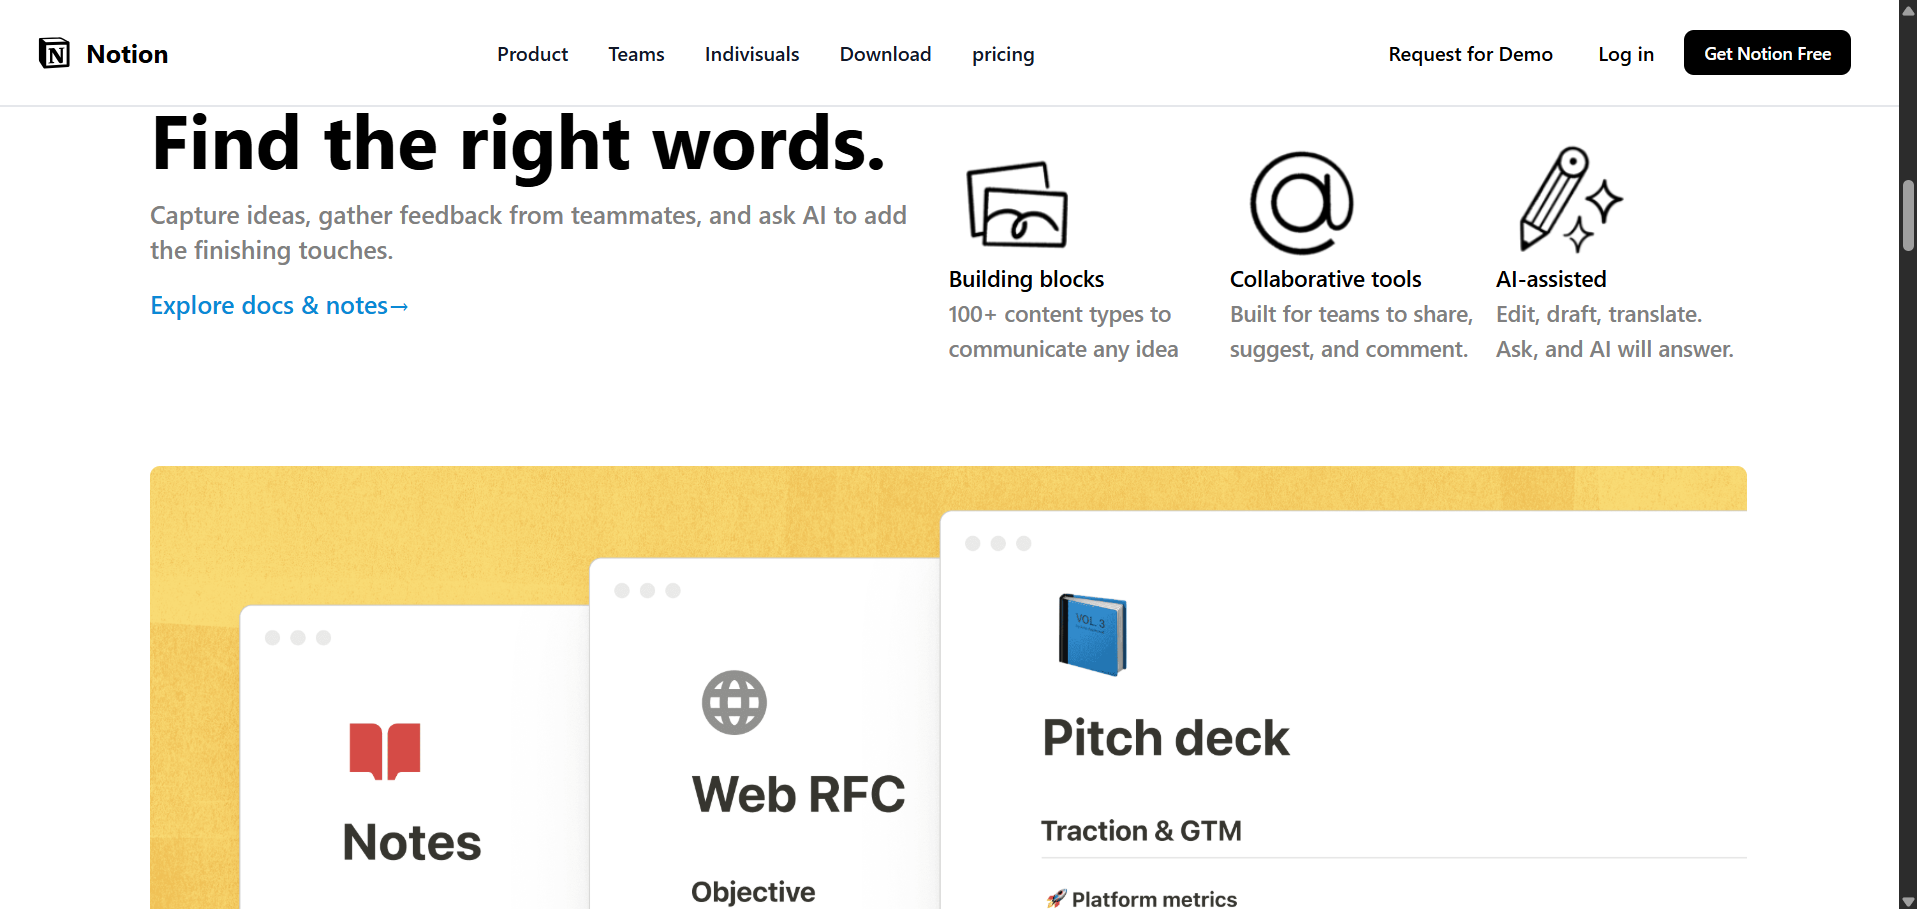 Notion
Product
Teams
Indivisuals
Download
pricing
Request for Demo
Log in
Get Notion Free
Find the right words.
Capture ideas, gather feedback from teammates, and ask AI to add
the finishing touches.
Explore docs & notes→
Building blocks
100+ content types to
communicate any idea
Collaborative tools
Built for teams to share,
suggest, and comment.
AI-assisted
Edit, draft, translate.
Ask, and AI will answer.
Notes
Web RFC
Objective
VOL. 3
Pitch deck
Traction & GTM
🚀 Platform metrics